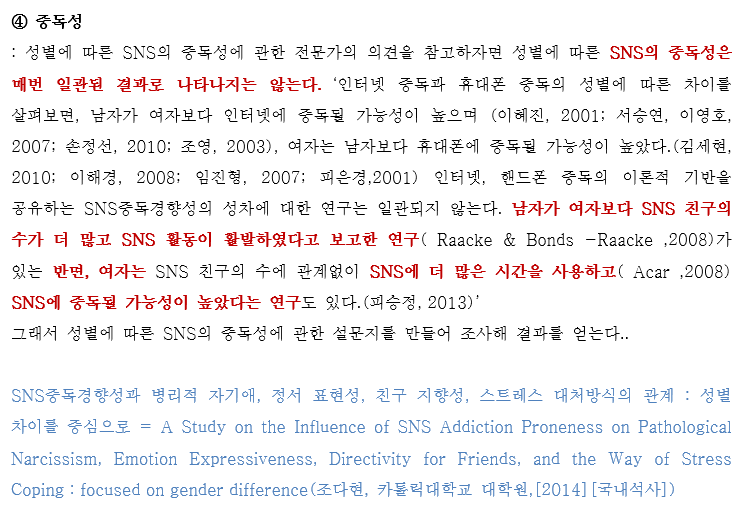 ④ 중독성
: 성별에 따른 SNS의 중독성에 관한 전문가의 의견을 참고하자면 성별에 따른 SNS의 중독성은
매번 일관된 결과로 나타나지는 않는다. ‘인터넷 중독과 휴대폰 중독의 성별에 따른 차이를
살펴보면, 남자가 여자보다 인터넷에 중독될 가능성이 높으며 (이혜진, 2001; 서승연, 이영호,
2007; 손정선, 2010; 조영, 2003), 여자는 남자보다 휴대폰에 중독될 가능성이 높았다.(김세현,
2010; 이해경, 2008; 임진형, 2007; 피은경,2001) 인터넷, 핸드폰 중독의 이론적 기반을
공유하는 SNS중독경향성의 성차에 대한 연구는 일관되지 않는다. 남자가 여자보다 SNS 친구의
수가 더 많고 SNS 활동이 활발하였다고 보고한 연구( Raacke & Bonds -Raacke ,2008)가
있는 반면, 여자는 SNS 친구의 수에 관계없이 SNS에 더 많은 시간을 사용하고( Acar ,2008)
SNS에 중독될 가능성이 높았다는 연구도 있다.(피승정, 2013)’
그래서 성별에 따른 SNS의 중독성에 관한 설문지를 만들어 조사해 결과를 얻는다..
SNS중독경향성과 병리적 자기애, 정서 표현성, 친구 지향성, 스트레스 대처방식의 관계 : 성별
차이를 중심으로 = A Study on the Influence of SNS Addiction Proneness on Pathological
Narcissism, Emotion Expressiveness, Directivity for Friends, and the Way of Stress
Coping : focused on gender difference(조다현, 카톨릭대학교 대학원,[2014][국내석사])